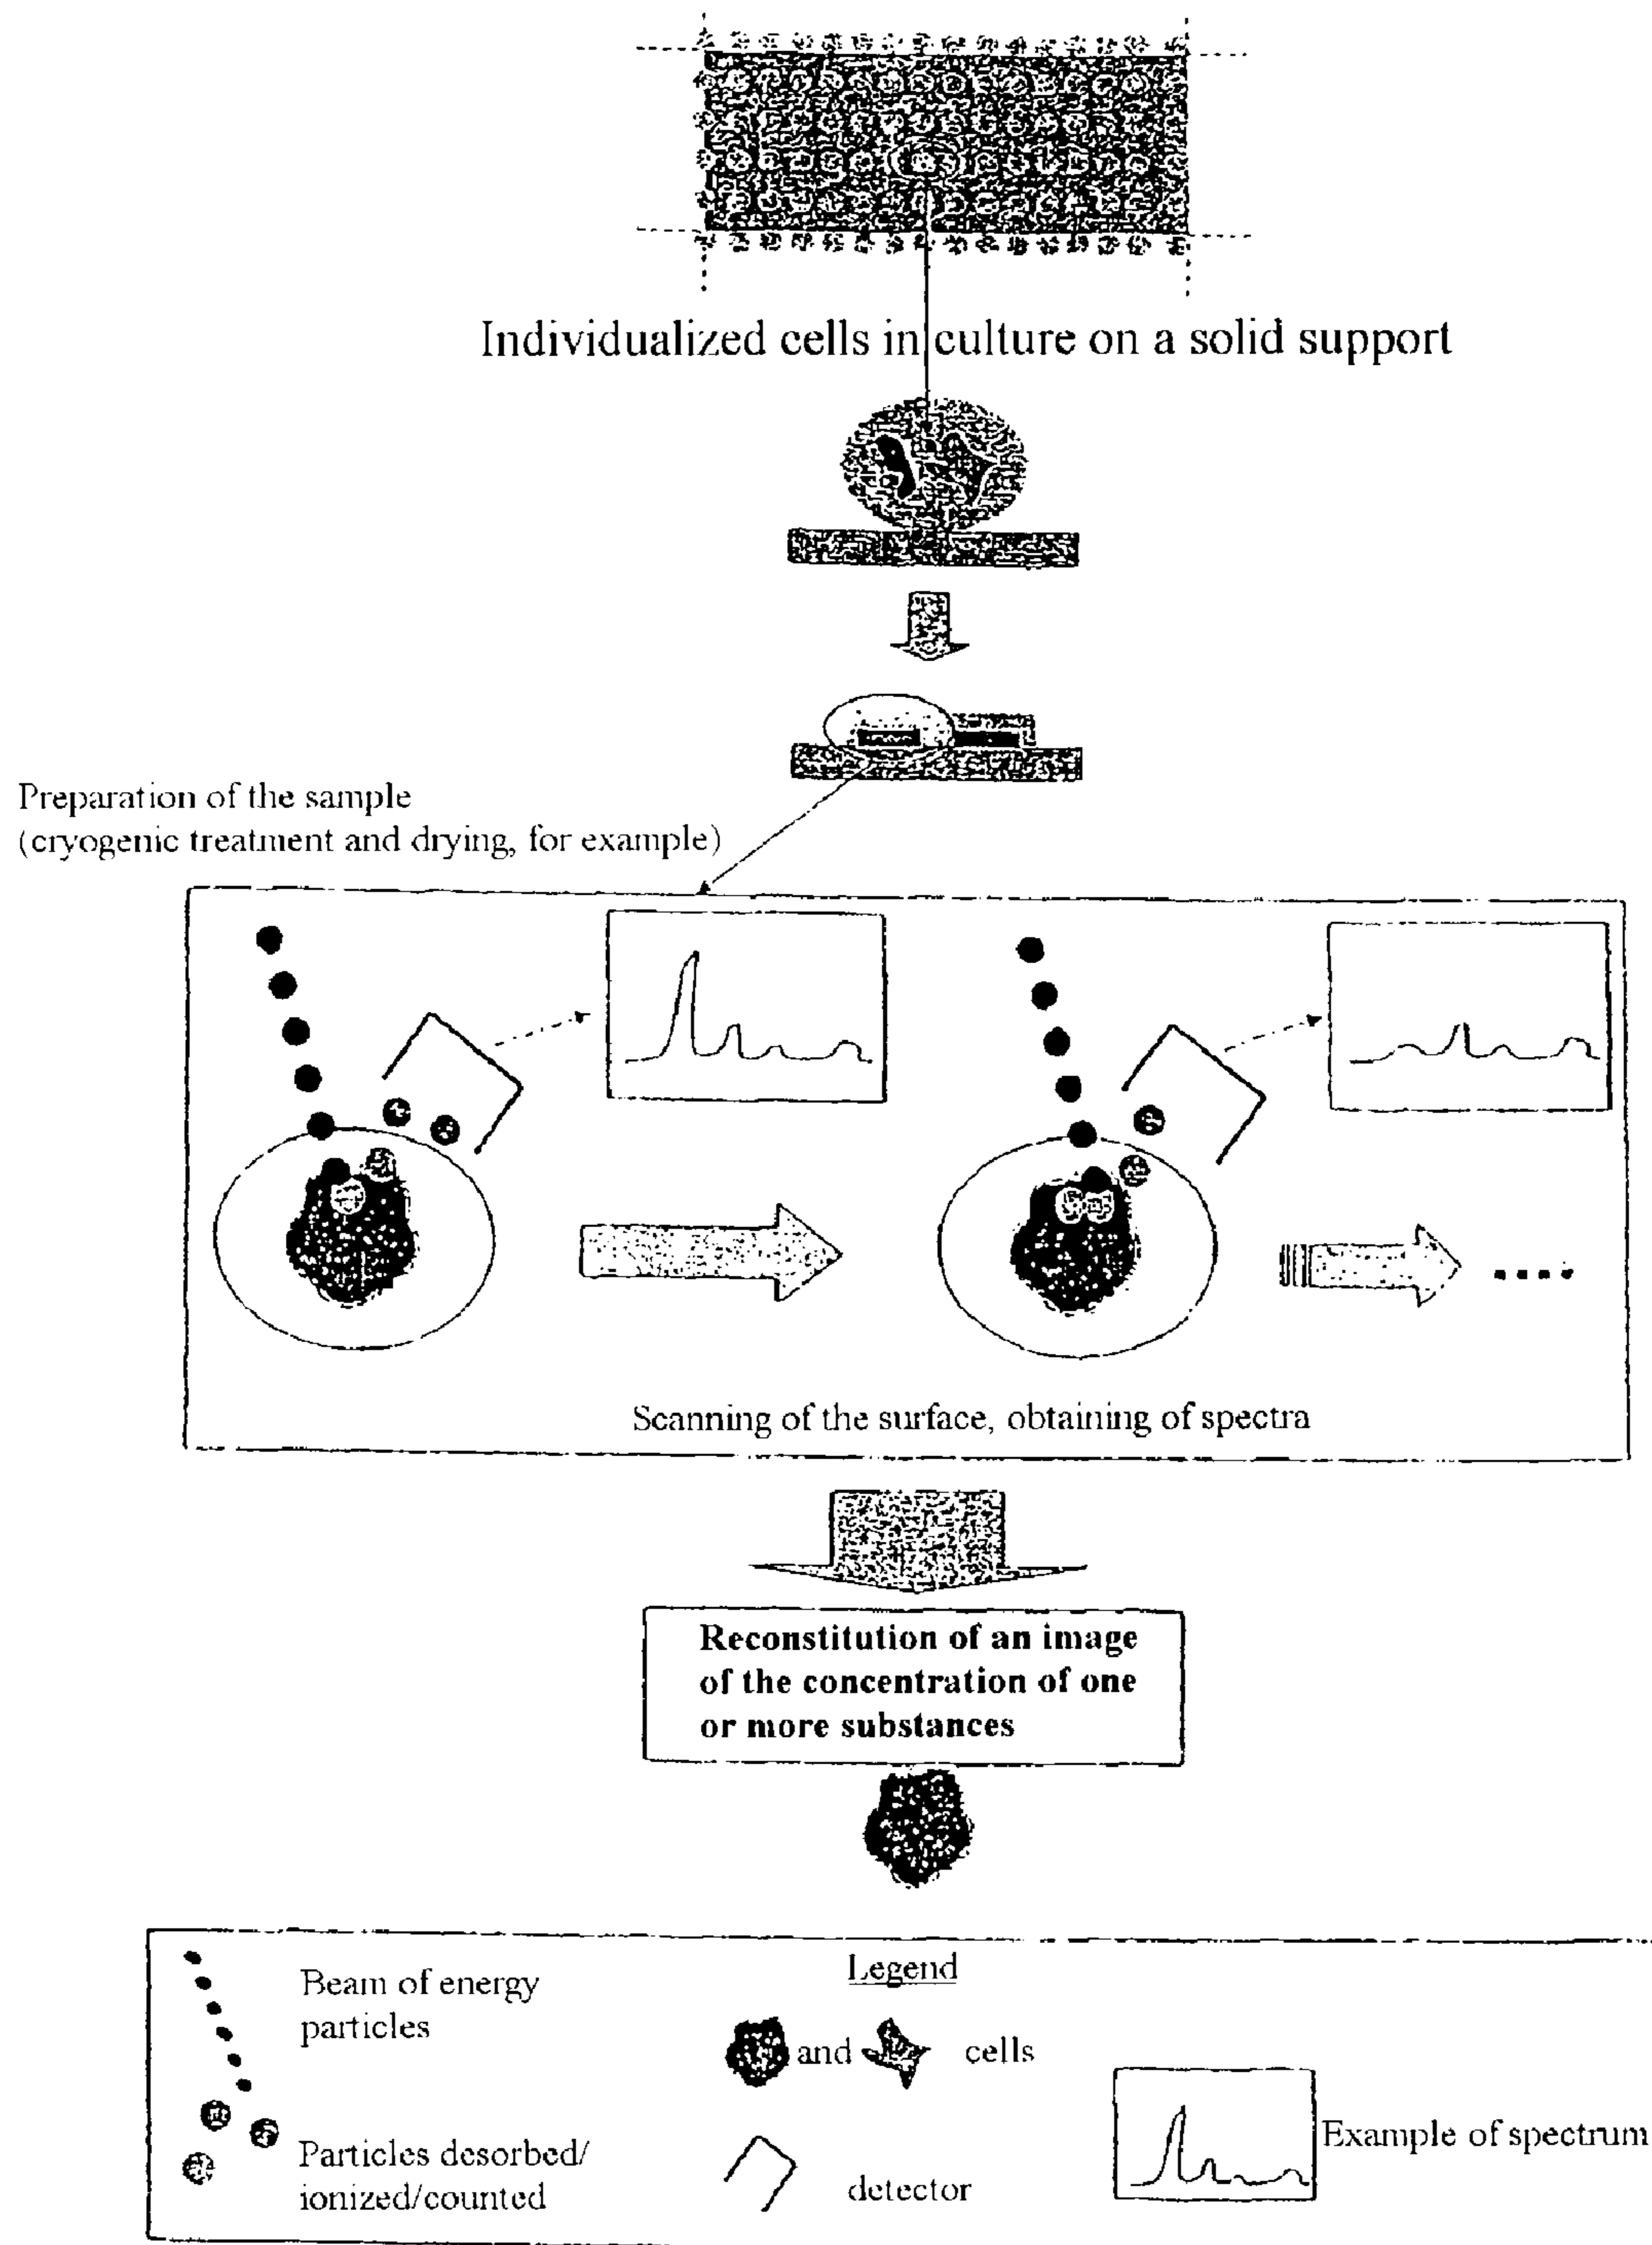 Individualized cells in culture on a solid support
Preparation of the sample
(cryogenic treatment and drying, for example)
Scanning of the surface, obtaining of spectra
Reconstitution of an image
of the concentration of one
or more substances
Legend
Beam of energy
particles
and
cells
Particles desorbed/
ionized/counted
detector
Example of spectrum